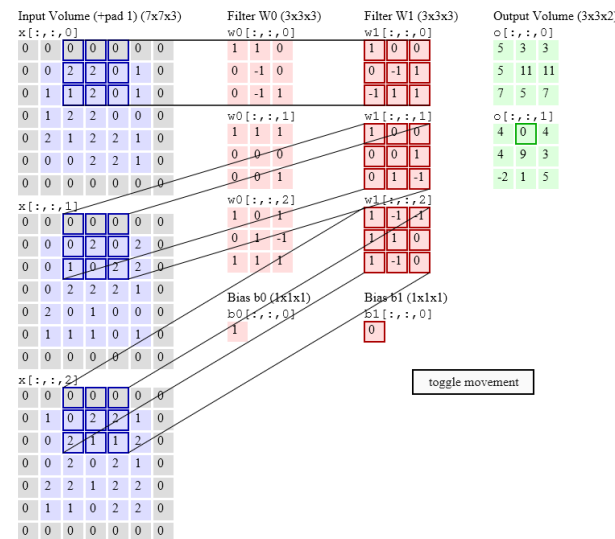 Input Volume (+pad 1) (7x7x3)
x[:,:,0]
0 0 0 0 0 0 0
0 0 2 2 0 1 0
0 1 1 2 0 1 0
0 1 2 2 0 0 0
0 2 1 2 2 1 0
0 0 0 2 2 1 0
0 0 0 0 0 0 0
x[:,:,1]
0 0 0 0 0 0 0
0 0 0 2 0 2 0
0 0 1 0 2 2 0
0 0 2 2 2 1 0
0 2 0 1 0 0 0
0 1 1 1 0 1 0
0 0 0 0 0 0 0
x[:,:,2]
0 0 0 0 0 0 0
0 1 0 2 2 1 0
0 0 2 1 1 2 0
0 0 2 0 2 1 0
0 2 2 1 2 2 0
0 1 1 0 2 2 0
0 0 0 0 0 0 0
Filter W0 (3x3x3)
w0[:,:,0]
1 1 0
0 -1 0
0 -1 1
w0[:,:,1]
1 1 1
0 0 0
0 0 1
w0[:,:,2]
1 0 1
0 1 -1
1 1 1
Bias b0 (1x1x1)
b0[:,:,0]
1
Filter W1 (3x3x3)
w1[:,:,0]
1 0 0
0 -1 1
-1 1 1
w1[:,:,1]
1 0 0
0 0 1
0 1 -1
w1[:,:,2]
1 -1 -1
1 1 0
1 -1 0
Bias b1 (1x1x1)
b1[:,:,0]
0
Output Volume (3x3x2)
o[:,:,0]
5 3 3
5 11 11
7 5 7
o[:,:,1]
4 0 4
4 9 3
-2 1 5
toggle movement